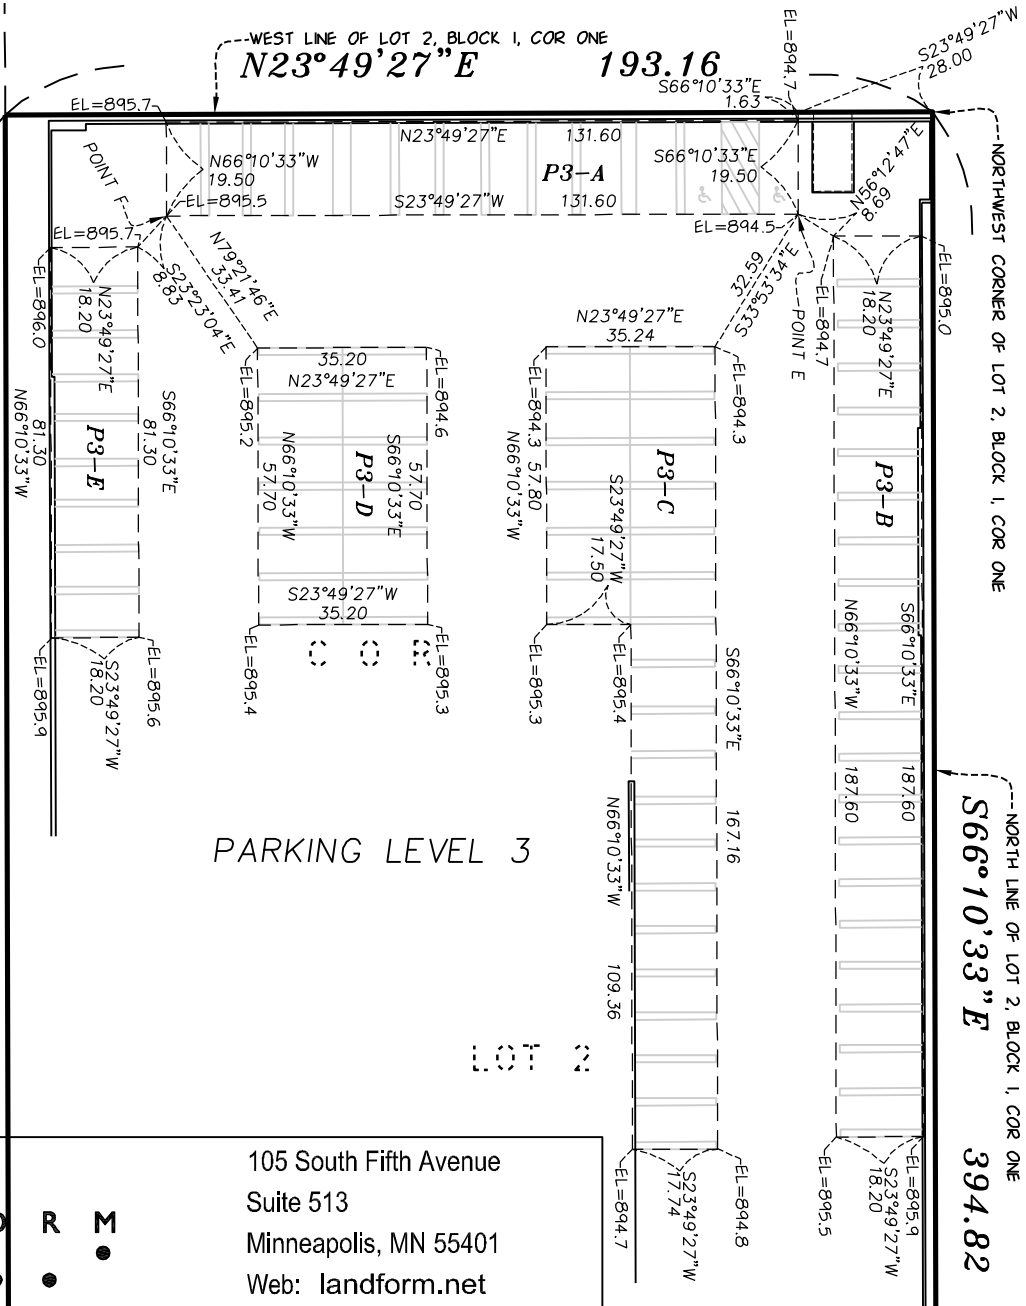 WEST LINE OF LOT 2, BLOCK 1, COR ONE
N23°49'27"E 193.16
EL=894.7
S23°49'27"W
28.00
S66°10'33"E
1.63
EL=895.7
N23°49'27"E 131.60
N66°10'33"W
19.50
P3-A
S66°10'33"E
19.50
EL=895.5
S23°49'27"W 131.60
EL=894.5
N56°12'47"E
8.69
POINT F
EL=895.7
EL=896.0
N23°49'27"E
18.20
S23°23'04"E
8.83
N79°21'46"E
33.41
32.59
S33°53'34"E
POINT E
EL=894.7
N23°49'27"E
18.20
EL=895.0
NORTHWEST CORNER OF LOT 2, BLOCK 1, COR ONE
N23°49'27"E
35.24
35.20
N23°49'27"E
EL=895.2
EL=894.6
EL=894.3
EL=894.3
N66°10'33"W
81.30
P3-E
S66°10'33"E
81.30
N66°10'33"W
57.70
P3-D
57.70
S66°10'33"E
N66°10'33"W
57.80
P3-C
S23°49'27"W
17.50
P3-B
S23°49'27"W
35.20
COR
EL=895.9
S23°49'27"W
18.20
EL=895.6
EL=895.4
EL=895.3
EL=895.3
EL=895.4
S66°10'33"E 167.16
N66°10'33"W 187.60
S66°10'33"E 187.60
PARKING LEVEL 3
N66°10'33"W 109.36
NORTH LINE OF LOT 2, BLOCK 1, COR ONE
S66°10'33"E 394.82
LOT 2
EL=894.7
S23°49'27"W
17.74
EL=894.8
EL=895.5
S23°49'27"W
18.20
EL=895.9
R M
105 South Fifth Avenue
Suite 513
Minneapolis, MN 55401
Web: landform.net